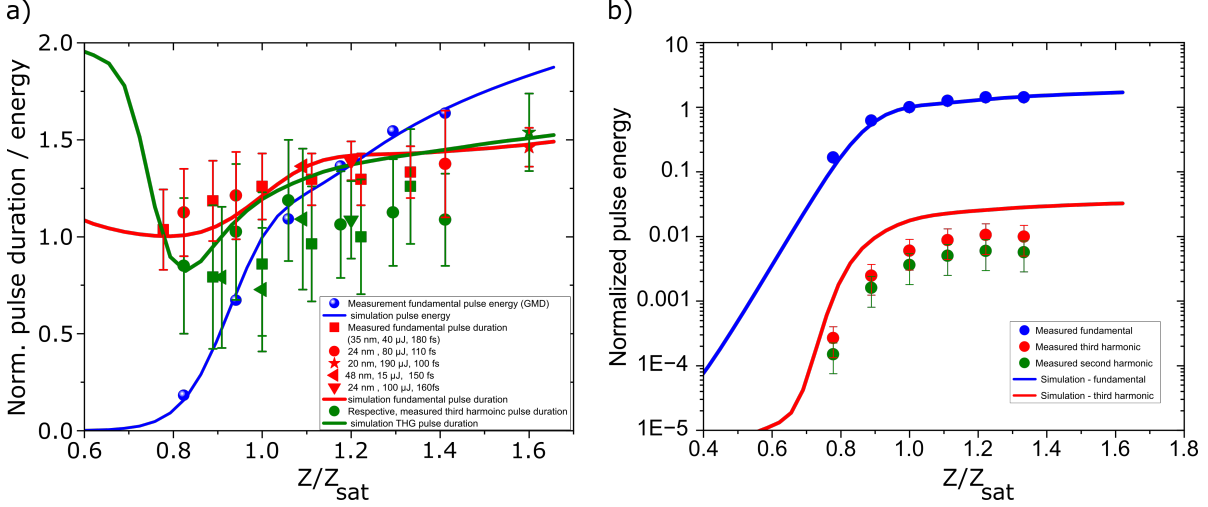 a)
Norm. pulse duration / energy
2.0
1.5
1.0
0.5
0.0
0.6
0.8
1.0
1.2
1.4
1.6
Z/Zsat
Measurement fundamental pulse energy (GMD)
simulation pulse energy
Measured fundamental pulse duration
(35 nm, 40 µJ, 180 fs)
24 nm , 80 µJ, 110 fs
20 nm, 190 µJ, 100 fs
48 nm, 15 µJ, 150 fs
24 nm , 100 µJ, 160fs
simulation fundamental pulse duration
Respective, measured third harmoinc pulse duration
simulation THG pulse duration
b)
Normalized pulse energy
10
1
0.1
0.01
0.001
1E-4
1E-5
0.4
0.6
0.8
1.0
1.2
1.4
1.6
1.8
Z/Zsat
Measured fundamental
Measured third harmonic
Measured second harmonic
Simulation - fundamental
Simulation - third harmonic